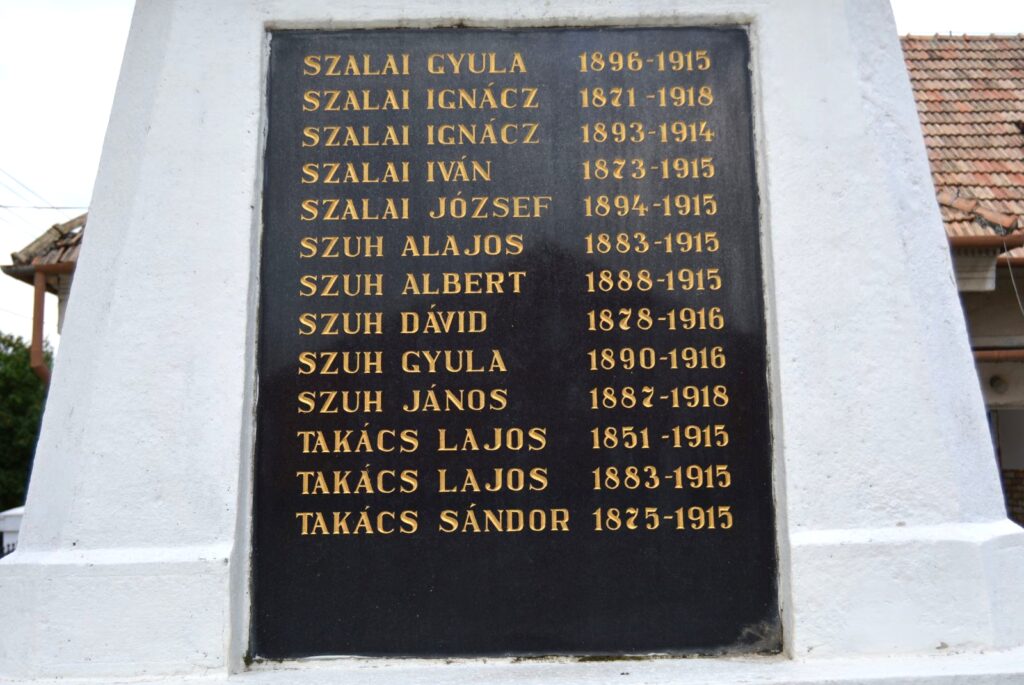 SZALAI GYULA 1896-1915
SZALAI IGNÁCZ 1871-1918
SZALAI IGNÁCZ 1893-1914
SZALAI IVÁN 1873-1915
SZALAI JÓZSEF 1894-1915
SZUH ALAJOS 1883-1915
SZUH ALBERT 1888-1915
SZUH DÁVID 1878-1916
SZUH GYULA 1890-1916
SZUH JÁNOS 1887-1918
TAKÁCS LAJOS 1851-1915
TAKÁCS LAJOS 1883-1915
TAKÁCS SÁNDOR 1875-1915